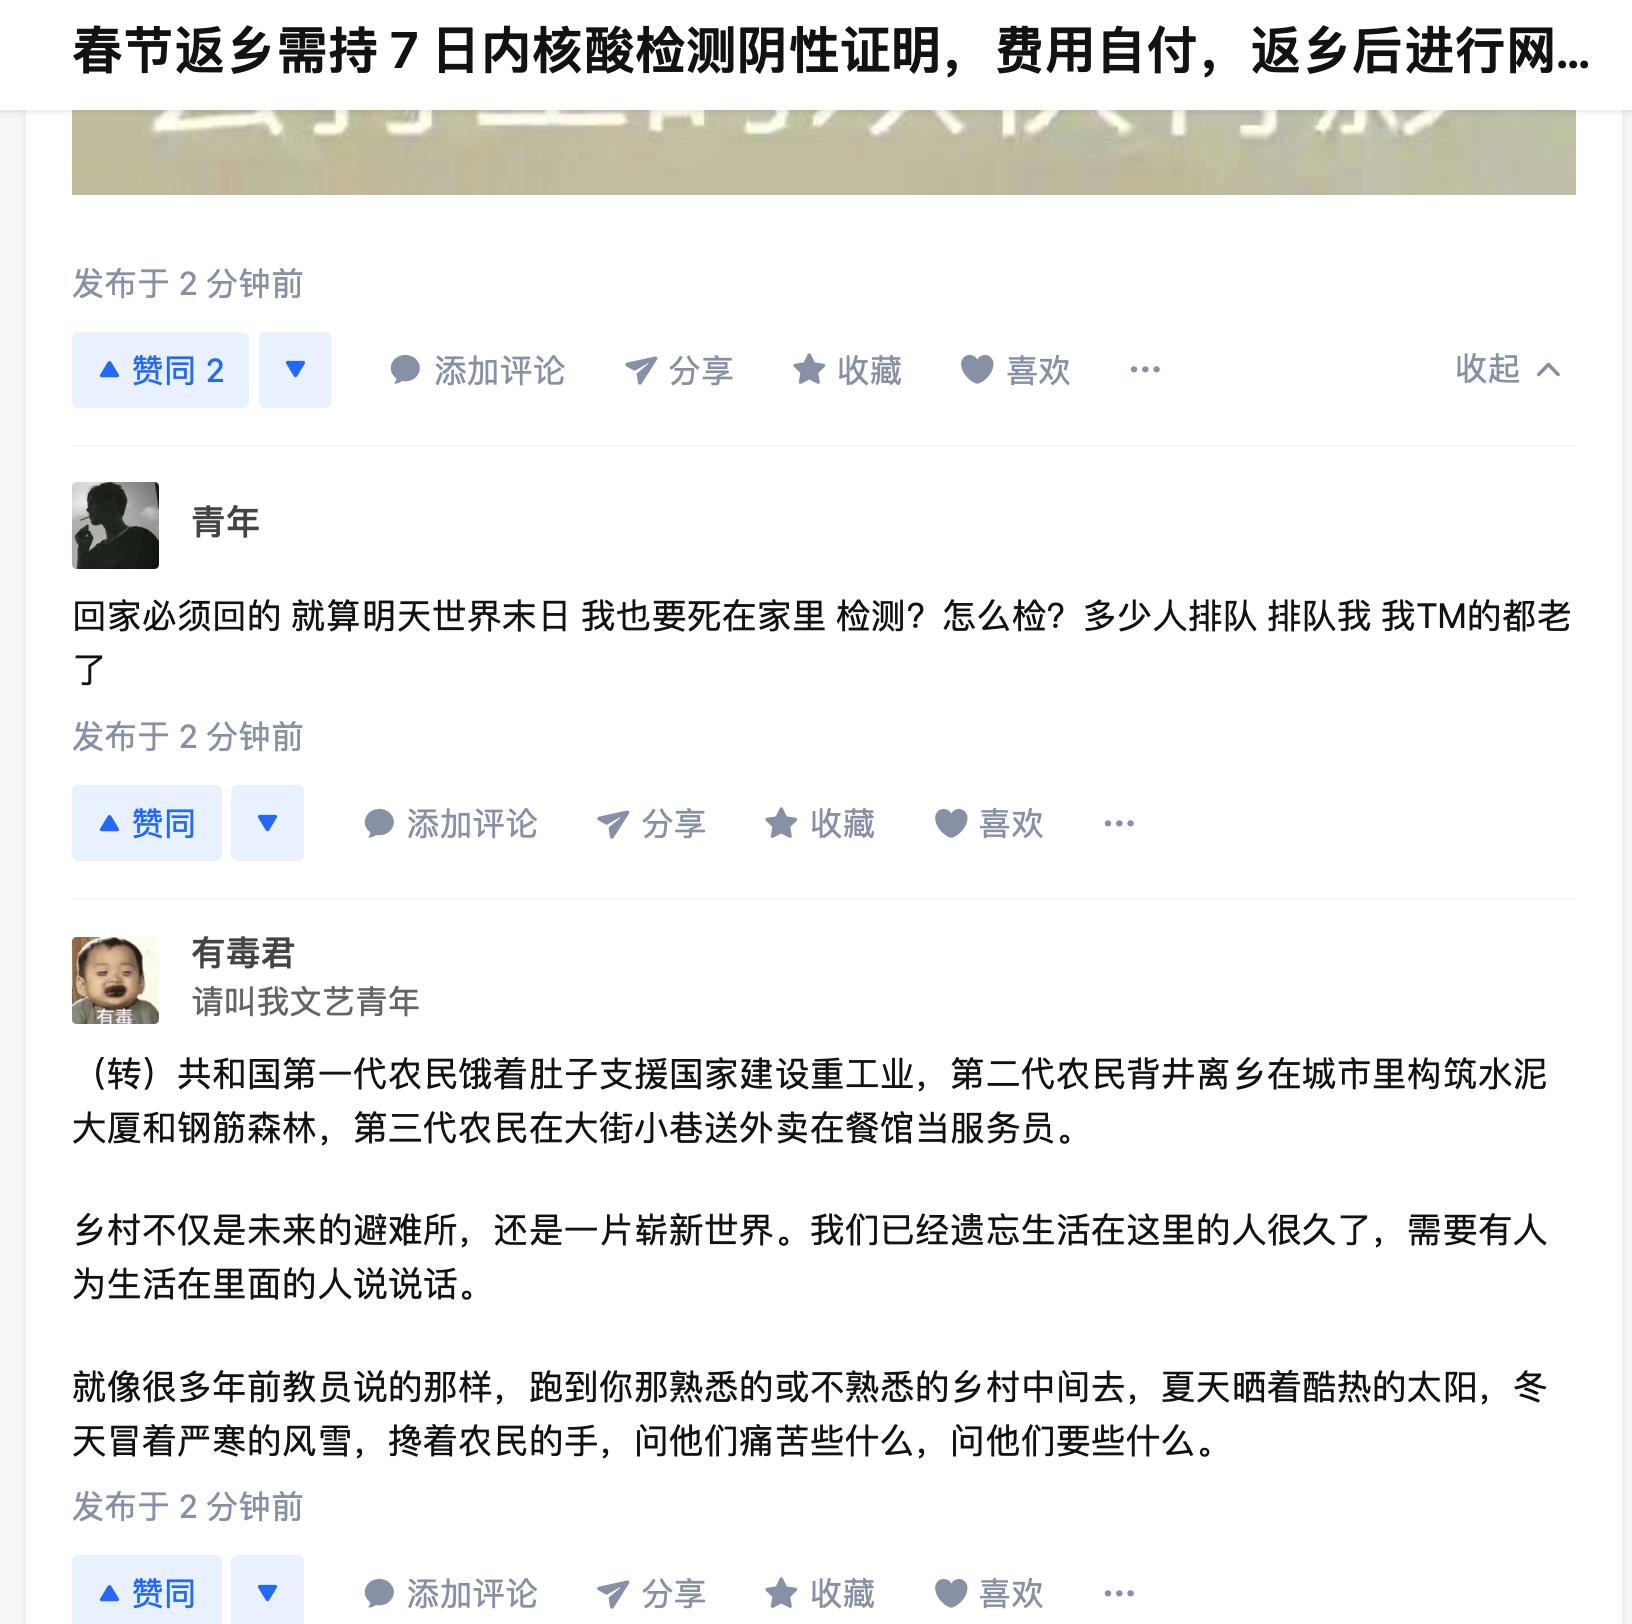 春节返乡需持 7 日内核酸检测阴性证明，费用自付，返乡后进行网...
发布于 2 分钟前
赞同 2 添加评论 分享 收藏 喜欢 ··· 收起
青年
回家必须回的 就算明天世界末日 我也要死在家里 检测？怎么检？多少人排队 排队我 我TM的都老
了
发布于 2 分钟前
赞同 添加评论 分享 收藏 喜欢 ···
有毒君
有毒
请叫我文艺青年
（转）共和国第一代农民饿着肚子支援国家建设重工业，第二代农民背井离乡在城市里构筑水泥
大厦和钢筋森林，第三代农民在大街小巷送外卖在餐馆当服务员。
乡村不仅是未来的避难所，还是一片崭新世界。我们已经遗忘生活在这里的人很久了，需要有人
为生活在里面的人说说话。
就像很多年前教员说的那样，跑到你那熟悉的或不熟悉的乡村中间去，夏天晒着酷热的太阳，冬
天冒着严寒的风雪，搀着农民的手，问他们痛苦些什么，问他们要些什么。
发布于 2 分钟前
赞同 添加评论 分享 收藏 喜欢 ···